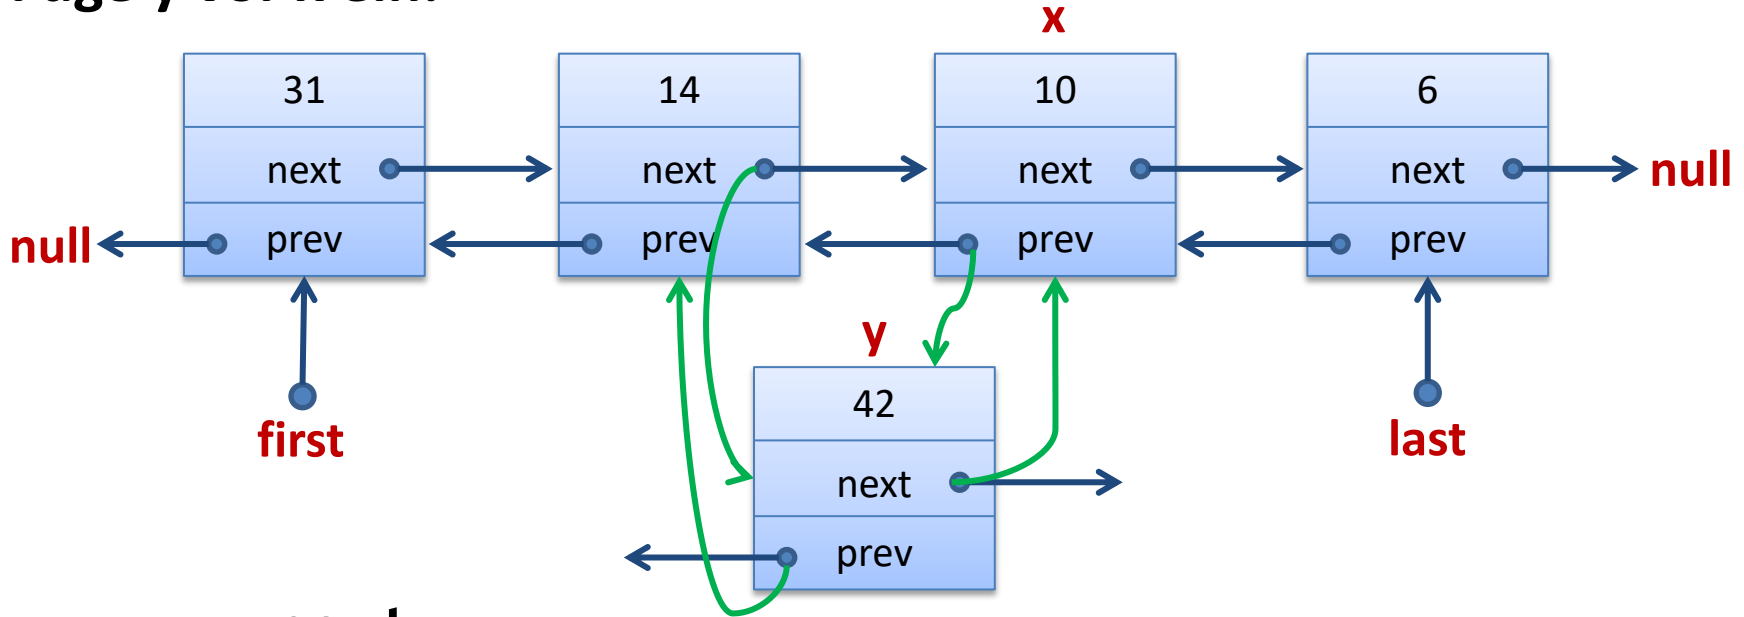 x
31 14 10 6
next next next next null
null prev prev prev prev
y
first 42 last
next
prev